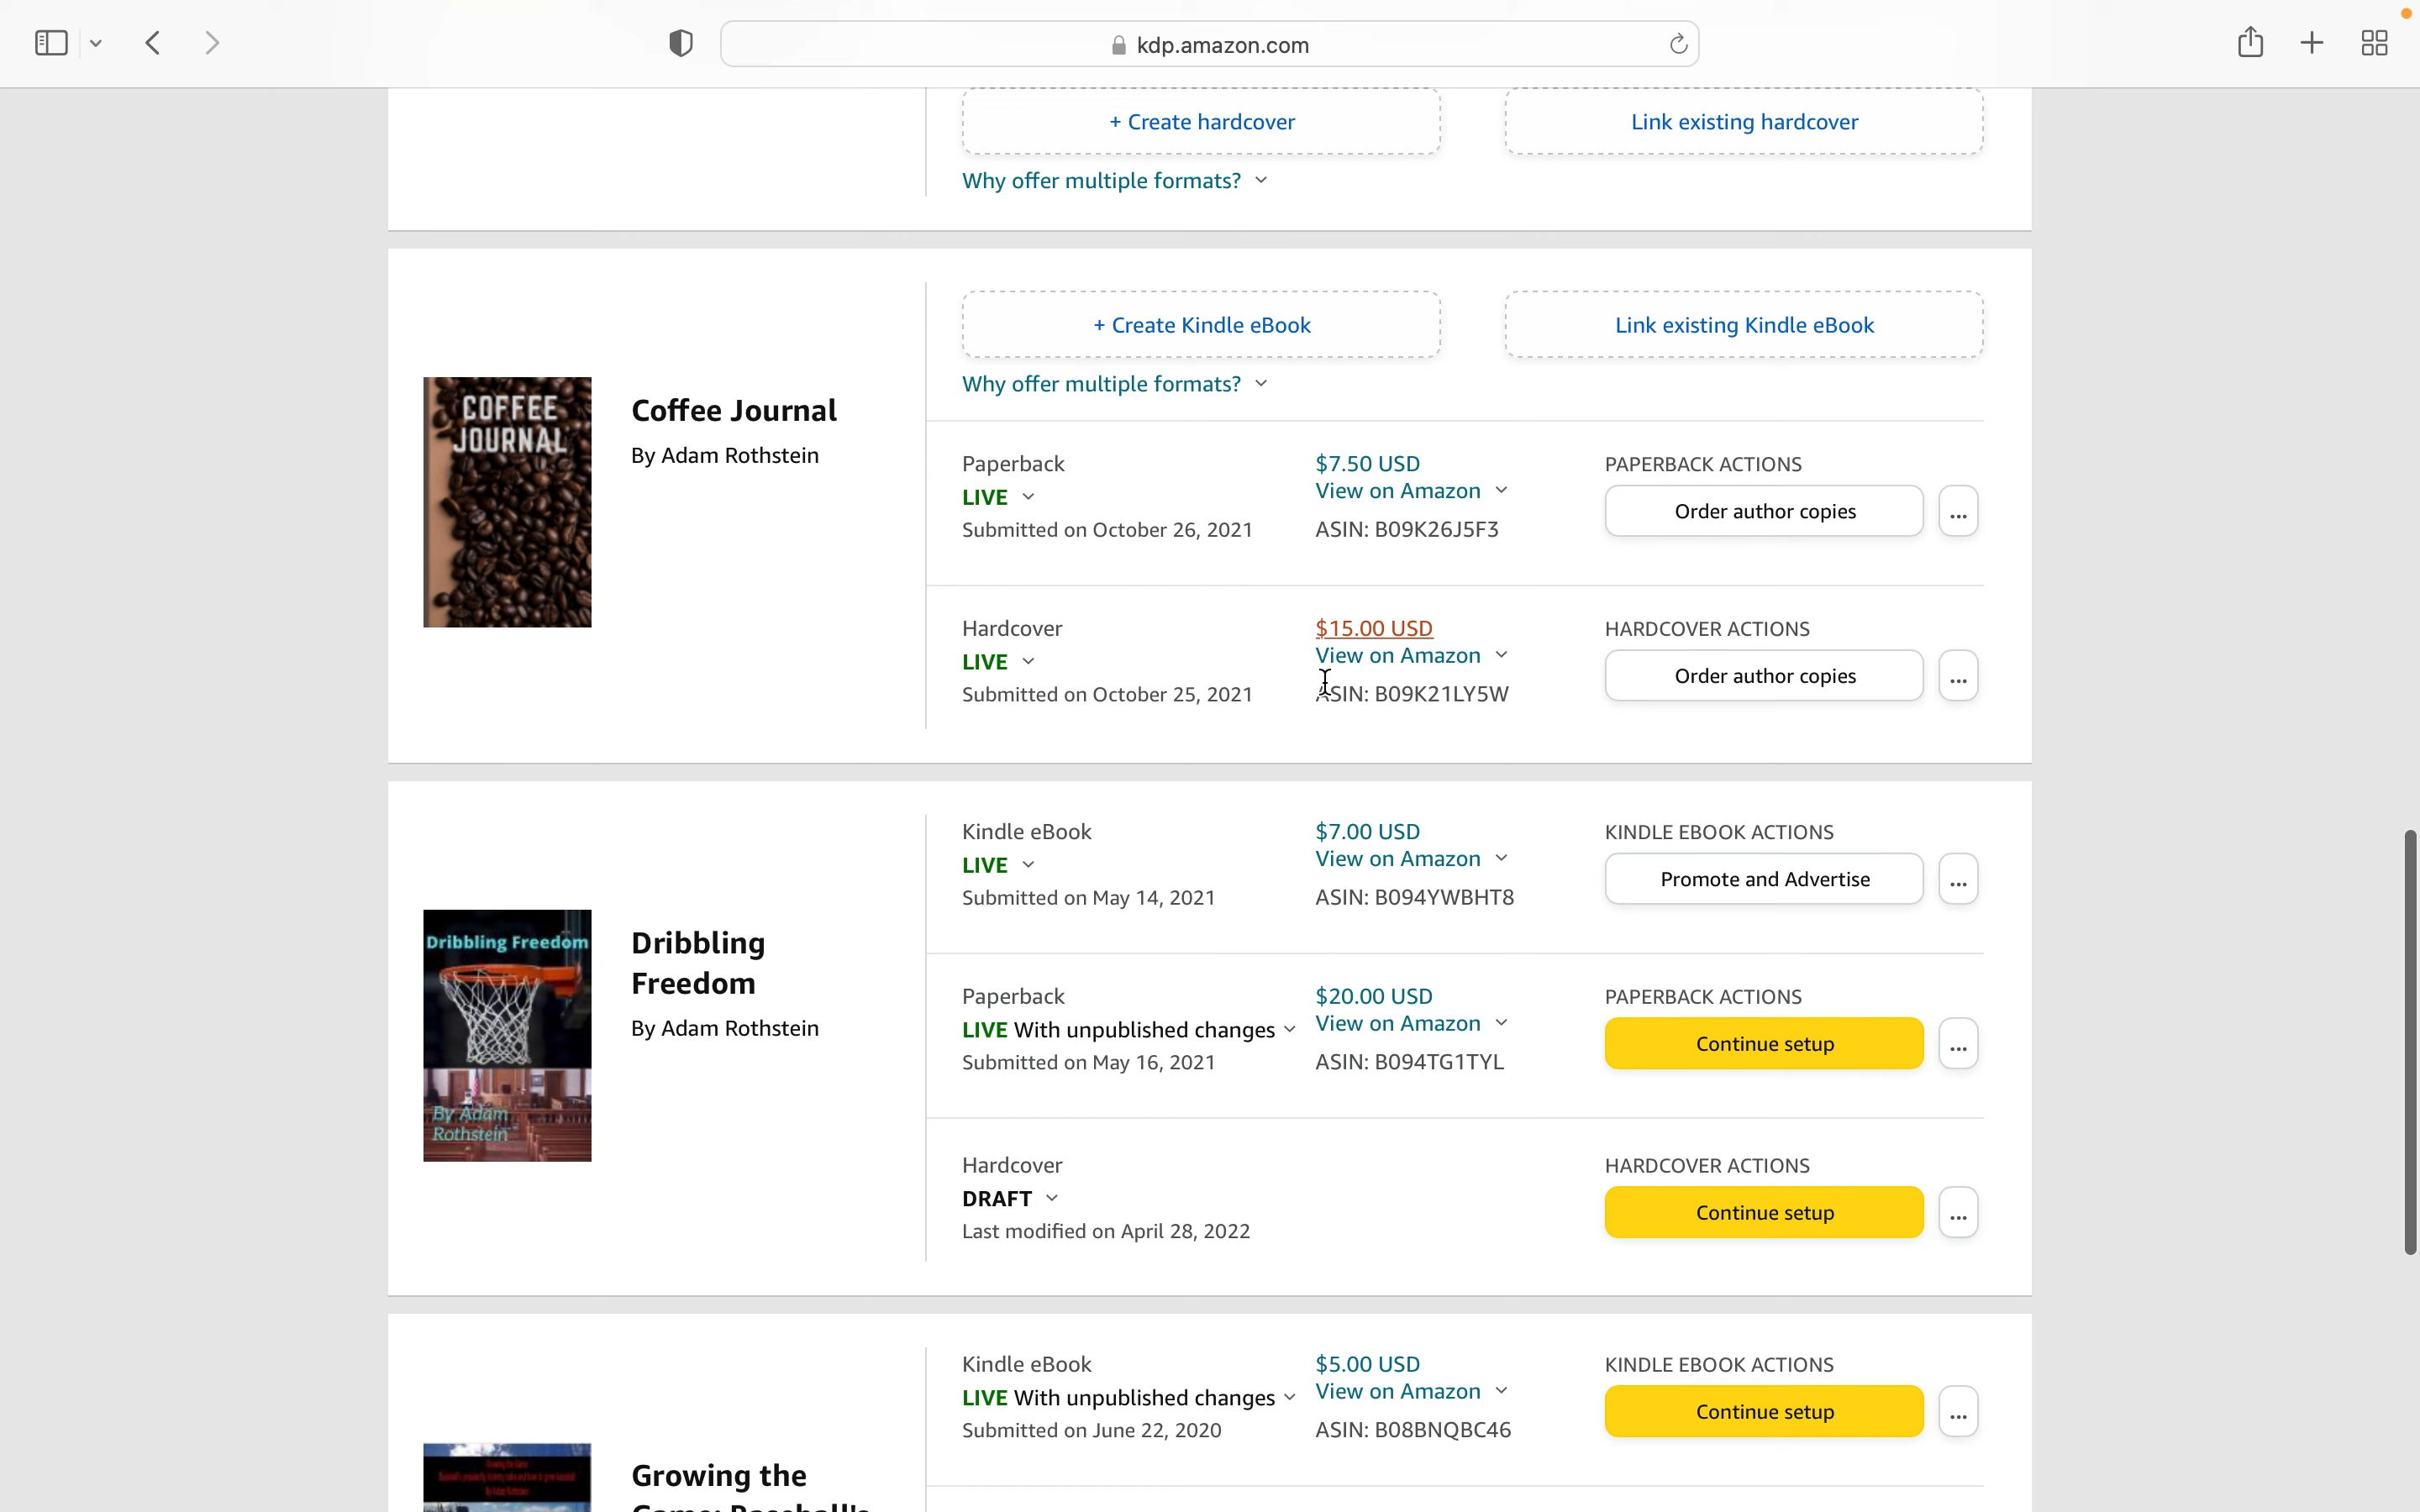 kdp.amazon.com
+ Create hardcover
Link existing hardcover
Why offer multiple formats?
+ Create Kindle eBook
Link existing Kindle eBook
Why offer multiple formats?
COFFEE
JOURNAL
Coffee Journal
By Adam Rothstein
Paperback
LIVE
Submitted on October 26, 2021
$7.50 USD
View on Amazon
ASIN: B09K26J5F3
PAPERBACK ACTIONS
Order author copies
...
Hardcover
LIVE
Submitted on October 25, 2021
$15.00 USD
View on Amazon
ASIN: B09K21LY5W
HARDCOVER ACTIONS
Order author copies
...
Dribbling Freedom
By Adam
Rothstein
Dribbling
Freedom
By Adam Rothstein
Kindle eBook
LIVE
Submitted on May 14, 2021
$7.00 USD
View on Amazon
ASIN: B094YWBHT8
KINDLE EBOOK ACTIONS
Promote and Advertise
...
Paperback
LIVE With unpublished changes
Submitted on May 16, 2021
$20.00 USD
View on Amazon
ASIN: B094TG1TYL
PAPERBACK ACTIONS
Continue setup
...
Hardcover
DRAFT
Last modified on April 28, 2022
HARDCOVER ACTIONS
Continue setup
...
Growing the
Game: Baseball's
Kindle eBook
LIVE With unpublished changes
Submitted on June 22, 2020
$5.00 USD
View on Amazon
ASIN: B08BNQBC46
KINDLE EBOOK ACTIONS
Continue setup
...